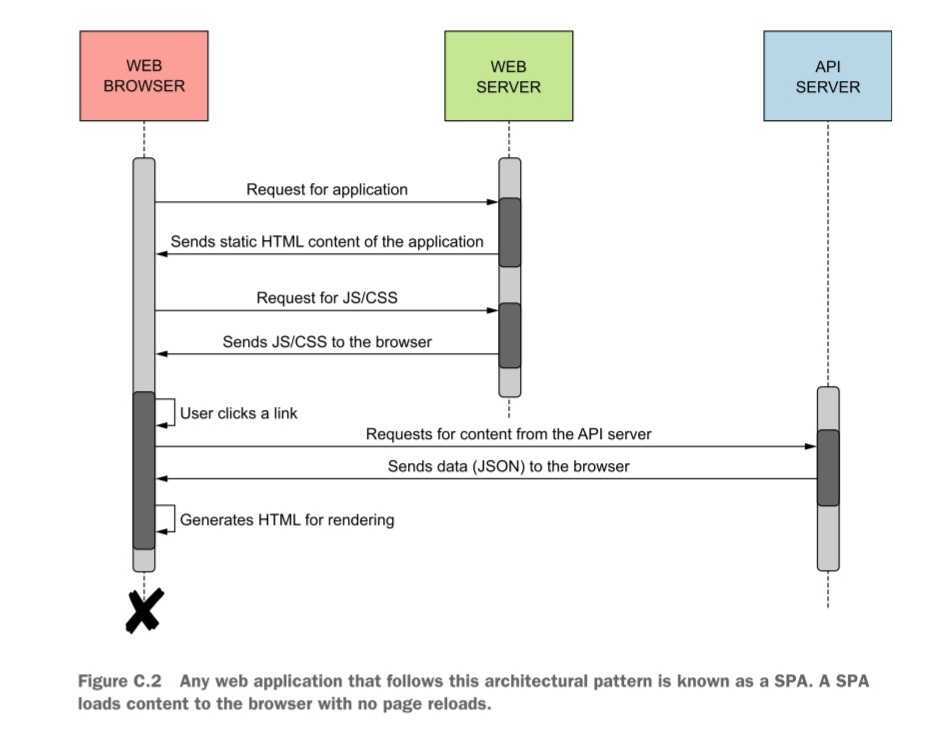 WEB
BROWSER
WEB
SERVER
API
SERVER
Request for application
Sends static HTML content of the application
Request for JS/CSS
Sends JS/CSS to the browser
User clicks a link
Requests for content from the API server
Sends data (JSON) to the browser
Generates HTML for rendering
Figure C.2 Any web application that follows this architectural pattern is known as a SPA. A SPA
loads content to the browser with no page reloads.